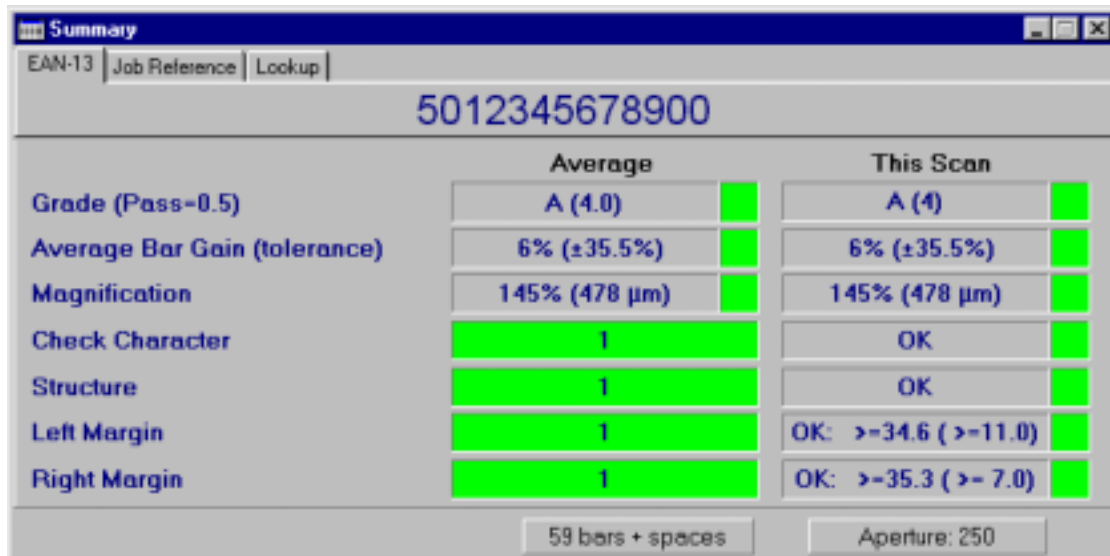 Summary
EAN-13 Job Reference Lookup
5012345678900
Average This Scan
Grade (Pass=0.5) A (4.0) A (4)
Average Bar Gain (tolerance) 6% (±35.5%) 6% (±35.5%)
Magnification 145% (478 µm) 145% (478 µm)
Check Character 1 OK
Structure 1 OK
Left Margin 1 OK: >=34.6 ( >=11.0)
Right Margin 1 OK: >=35.3 ( >= 7.0)
59 bars + spaces Aperture: 250